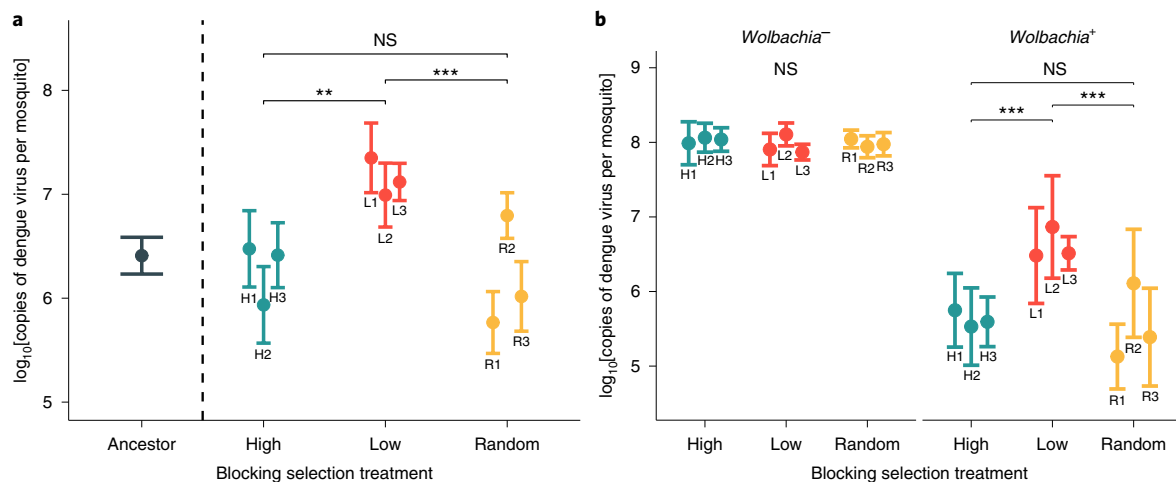 a
log10[copies of dengue virus per mosquito]
8
7
6
5
NS
***
**
L1
L3
L2
R2
H1
H3
H2
R3
R1
Ancestor
High
Low
Random
Blocking selection treatment
b
log10[copies of dengue virus per mosquito]
9
8
7
6
5
Wolbachia–
NS
H1
H2
H3
L1
L2
L3
R1
R2
R3
High
Low
Random
Blocking selection treatment
Wolbachia+
NS
***
***
H1
H2
H3
L1
L2
L3
R2
R1
R3
High
Low
Random
Blocking selection treatment